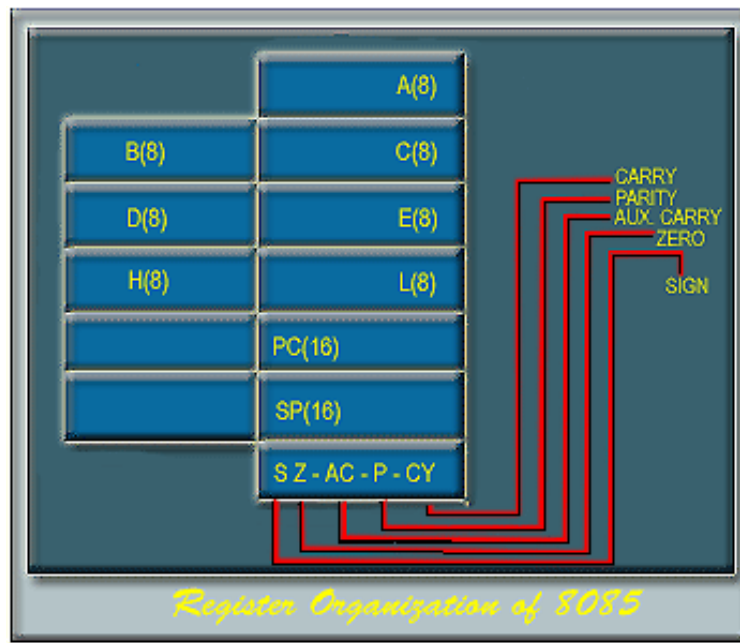 A(8)
B(8) C(8)
D(8) E(8)
H(8) L(8)
PC(16)
SP(16)
S Z - AC - P - CY
CARRY
PARITY
AUX. CARRY
ZERO
SIGN
Register Organization of 8085